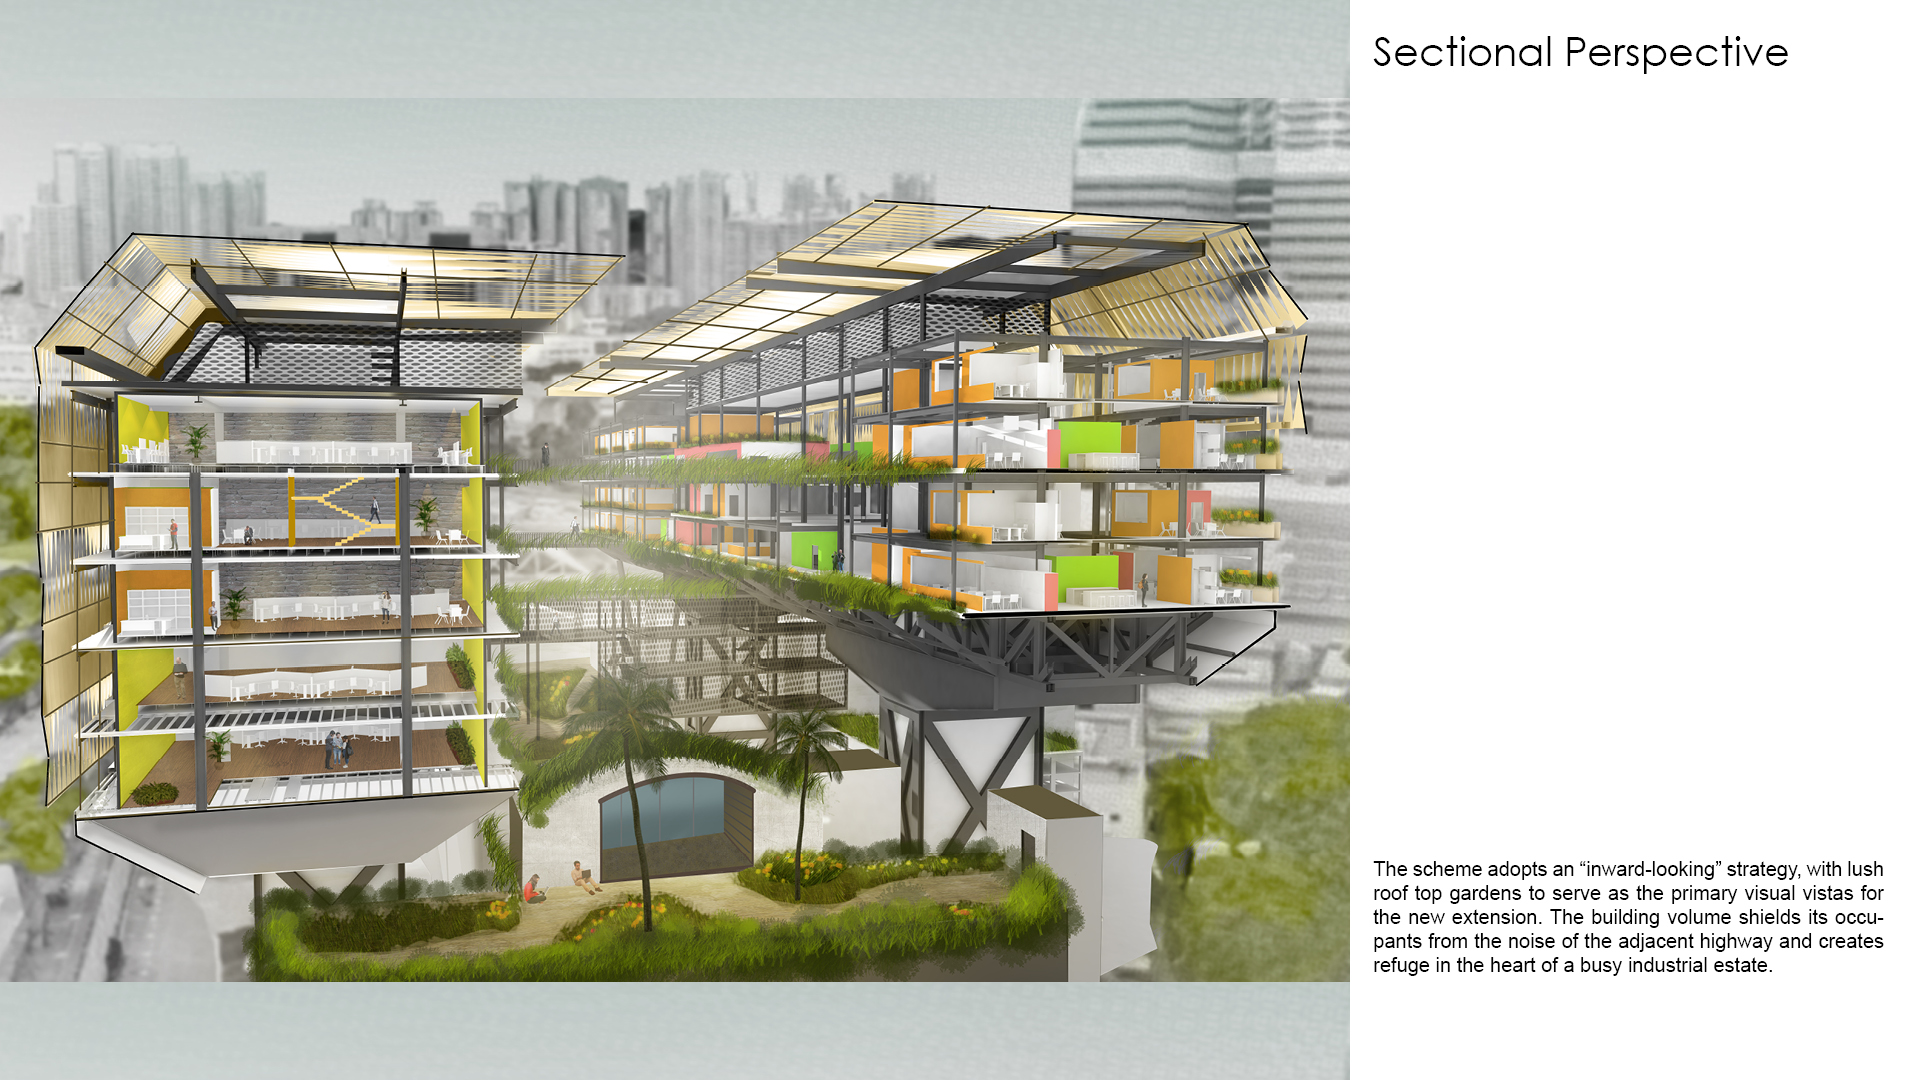 Sectional Perspective
The scheme adopts an “inward-looking” strategy, with lush
roof top gardens to serve as the primary visual vistas for
the new extension. The building volume shields its occu-
pants from the noise of the adjacent highway and creates
refuge in the heart of a busy industrial estate.